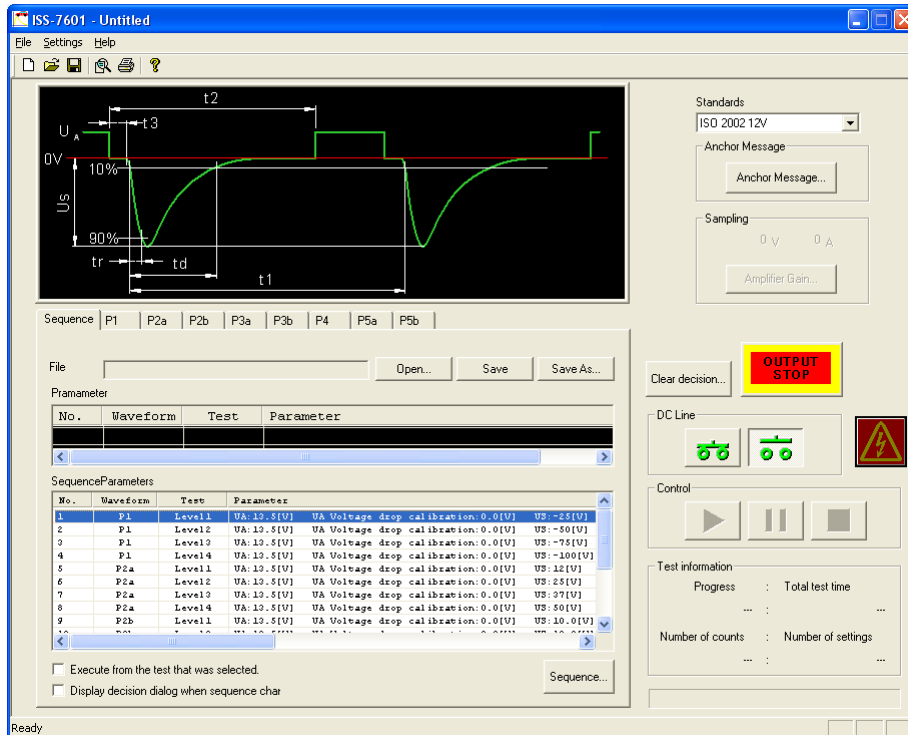 ISS-7601 - Untitled
File Settings Help
t2
t3
U A
0V
10%
Us
90%
tr
td
t1
Standards
ISO 2002 12V
Anchor Message
Anchor Message...
Sampling
0 V 0 A
Amplifier Gain...
Sequence P1 P2a P2b P3a P3b P4 P5a P5b
File Open... Save Save As...
Pramameter
No. Waveform Test Parameter
SequenceParameters
No. Waveform Test Parameter
1 P1 Level1 UA:13.5[V] UA Voltage drop calibration:0.0[V] US:-25[V]
2 P1 Level2 UA:13.5[V] UA Voltage drop calibration:0.0[V] US:-50[V]
3 P1 Level3 UA:13.5[V] UA Voltage drop calibration:0.0[V] US:-75[V]
4 P1 Level4 UA:13.5[V] UA Voltage drop calibration:0.0[V] US:-100[V]
5 P2a Level1 UA:13.5[V] UA Voltage drop calibration:0.0[V] US:12[V]
6 P2a Level2 UA:13.5[V] UA Voltage drop calibration:0.0[V] US:25[V]
7 P2a Level3 UA:13.5[V] UA Voltage drop calibration:0.0[V] US:37[V]
8 P2a Level4 UA:13.5[V] UA Voltage drop calibration:0.0[V] US:50[V]
9 P2b Level1 UA:13.5[V] UA Voltage drop calibration:0.0[V] US:10.0[V]
Execute from the test that was selected.
Display decision dialog when sequence char
Sequence...
Clear decision...
OUTPUT
STOP
DC Line
Control
Test information
Progress : Total test time
--- : ---
Number of counts : Number of settings
--- : ---
Ready